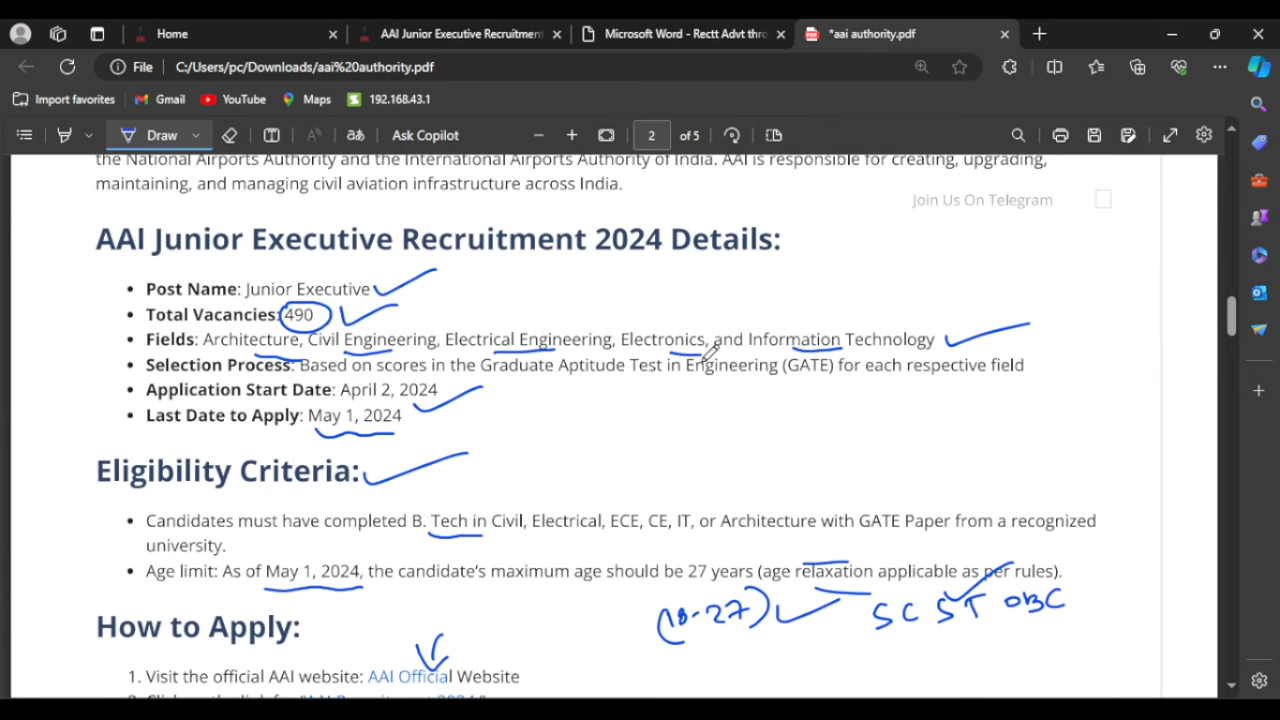 Home
AAI Junior Executive Recruitment
Microsoft Word - Rectt Advt thro
*aai authority.pdf
File
C:/Users/pc/Downloads/aai%20authority.pdf
Import favorites
Gmail
YouTube
Maps
192.168.43.1
Draw
Ask Copilot
2 of 5
the National Airports Authority and the International Airports Authority of India. AAI is responsible for creating, upgrading,
maintaining, and managing civil aviation infrastructure across India.
Join Us On Telegram
AAI Junior Executive Recruitment 2024 Details:
• Post Name: Junior Executive
• Total Vacancies: 490
• Fields: Architecture, Civil Engineering, Electrical Engineering, Electronics, and Information Technology
• Selection Process: Based on scores in the Graduate Aptitude Test in Engineering (GATE) for each respective field
• Application Start Date: April 2, 2024
• Last Date to Apply: May 1, 2024
Eligibility Criteria:
• Candidates must have completed B. Tech in Civil, Electrical, ECE, CE, IT, or Architecture with GATE Paper from a recognized
university.
• Age limit: As of May 1, 2024, the candidate's maximum age should be 27 years (age relaxation applicable as per rules).
(18-27) SC ST OBC
How to Apply:
1. Visit the official AAI website: AAI Official Website